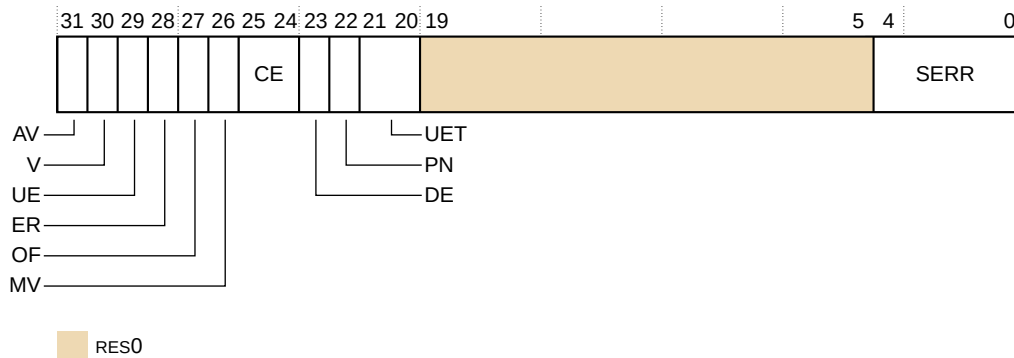 31 30 29 28 27 26 25 24 23 22 21 20 19 5 4 0
CE SERR
AV UET
V PN
UE DE
ER
OF
MV
RES0